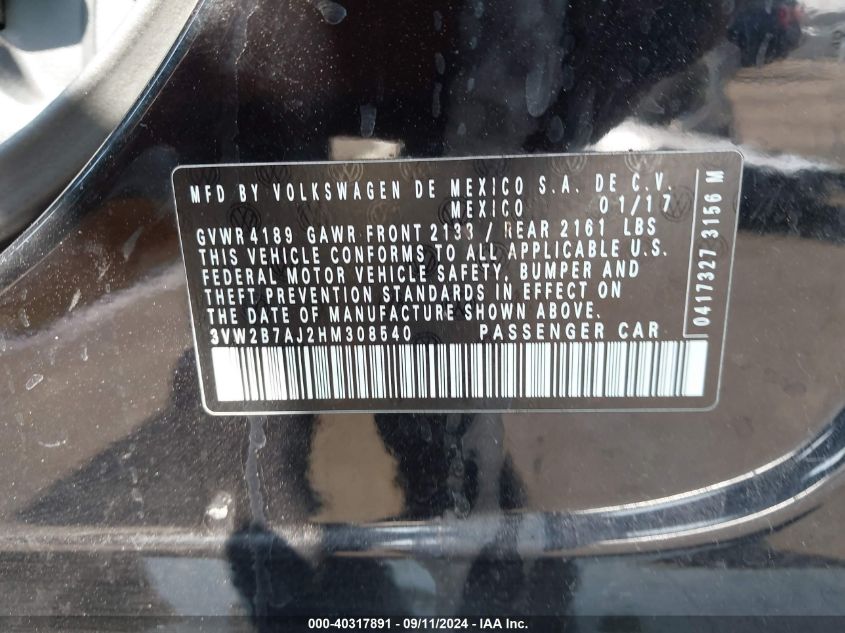 MFD BY VOLKSWAGEN DE MEXICO S.A. DE C.V.
MEXICO 01/17
GVWR 4189 GAWR FRONT 2133 / REAR 2161 LBS
THIS VEHICLE CONFORMS TO ALL APPLICABLE U.S.
FEDERAL MOTOR VEHICLE SAFETY, BUMPER AND
THEFT PREVENTION STANDARDS IN EFFECT ON
THE DATE OF MANUFACTURE SHOWN ABOVE.
3VW2B7AJ2HM308540 PASSENGER CAR
0417327 3156 M
000-40317891 - 09/11/2024 - IAA Inc.